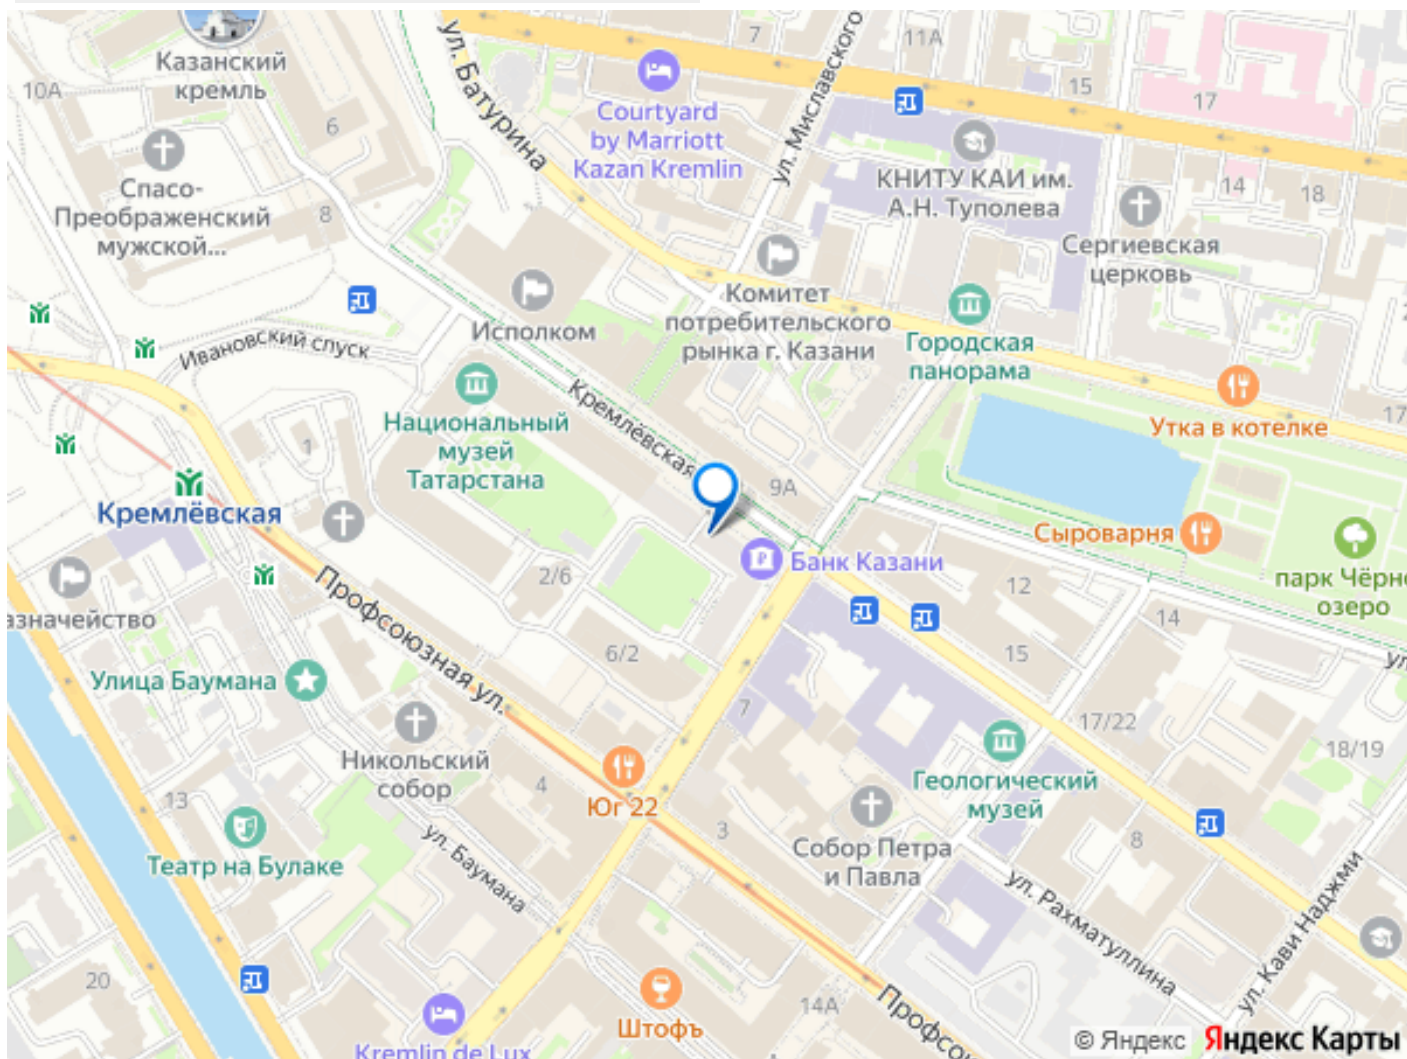 Казанский
кремль
10А
6
7
11А
15
17
ул. Батурина
Courtyard
by Marriott
Kazan Kremlin
ул. Миславского
КНИТУ КАИ им.
А.Н. Туполева
14
18
Спасо-
Преображенский
мужской...
8
Сергиевская
церковь
Исполком
Комитет
потребительского
рынка г. Казани
Городская
панорама
Ивановский спуск
Национальный
музей
Татарстана
Кремлёвская
Утка в котелке
17
1
9А
Кремлёвская
Сыроварня
Банк Казани
парк Чёрн
озеро
2/6
12
14
азначейство
Профсоюзная ул.
6/2
15
ул
Улица Баумана
7
17/22
18/19
Никольский
собор
Геологический
музей
4
13
Юг 22
3
8
Театр на Булаке
ул. Баумана
Собор Петра
и Павла
ул. Рахматуллина
ул. Кави Наджми
20
Штофъ
14А
Профсо
Kremlin de Lux
© Яндекс Яндекс Карты